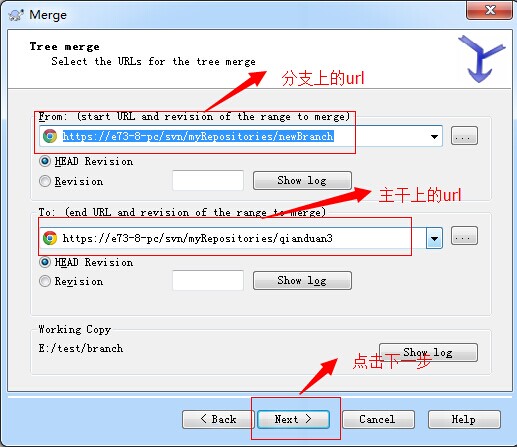 Merge
Tree merge
Select the URLs for the tree merge
分支上的url
From: (start URL and revision of the range to merge)
https://e73-8-pc/svn/myRepositories/newBranch
...
HEAD Revision
Revision
Show log
主干上的url
To: (end URL and revision of the range to merge)
https://e73-8-pc/svn/myRepositories/qianduan3
...
HEAD Revision
Revision
Show log
Working Copy
E:/test/branch
Show log
点击下一步
< Back
Next >
Cancel
Help